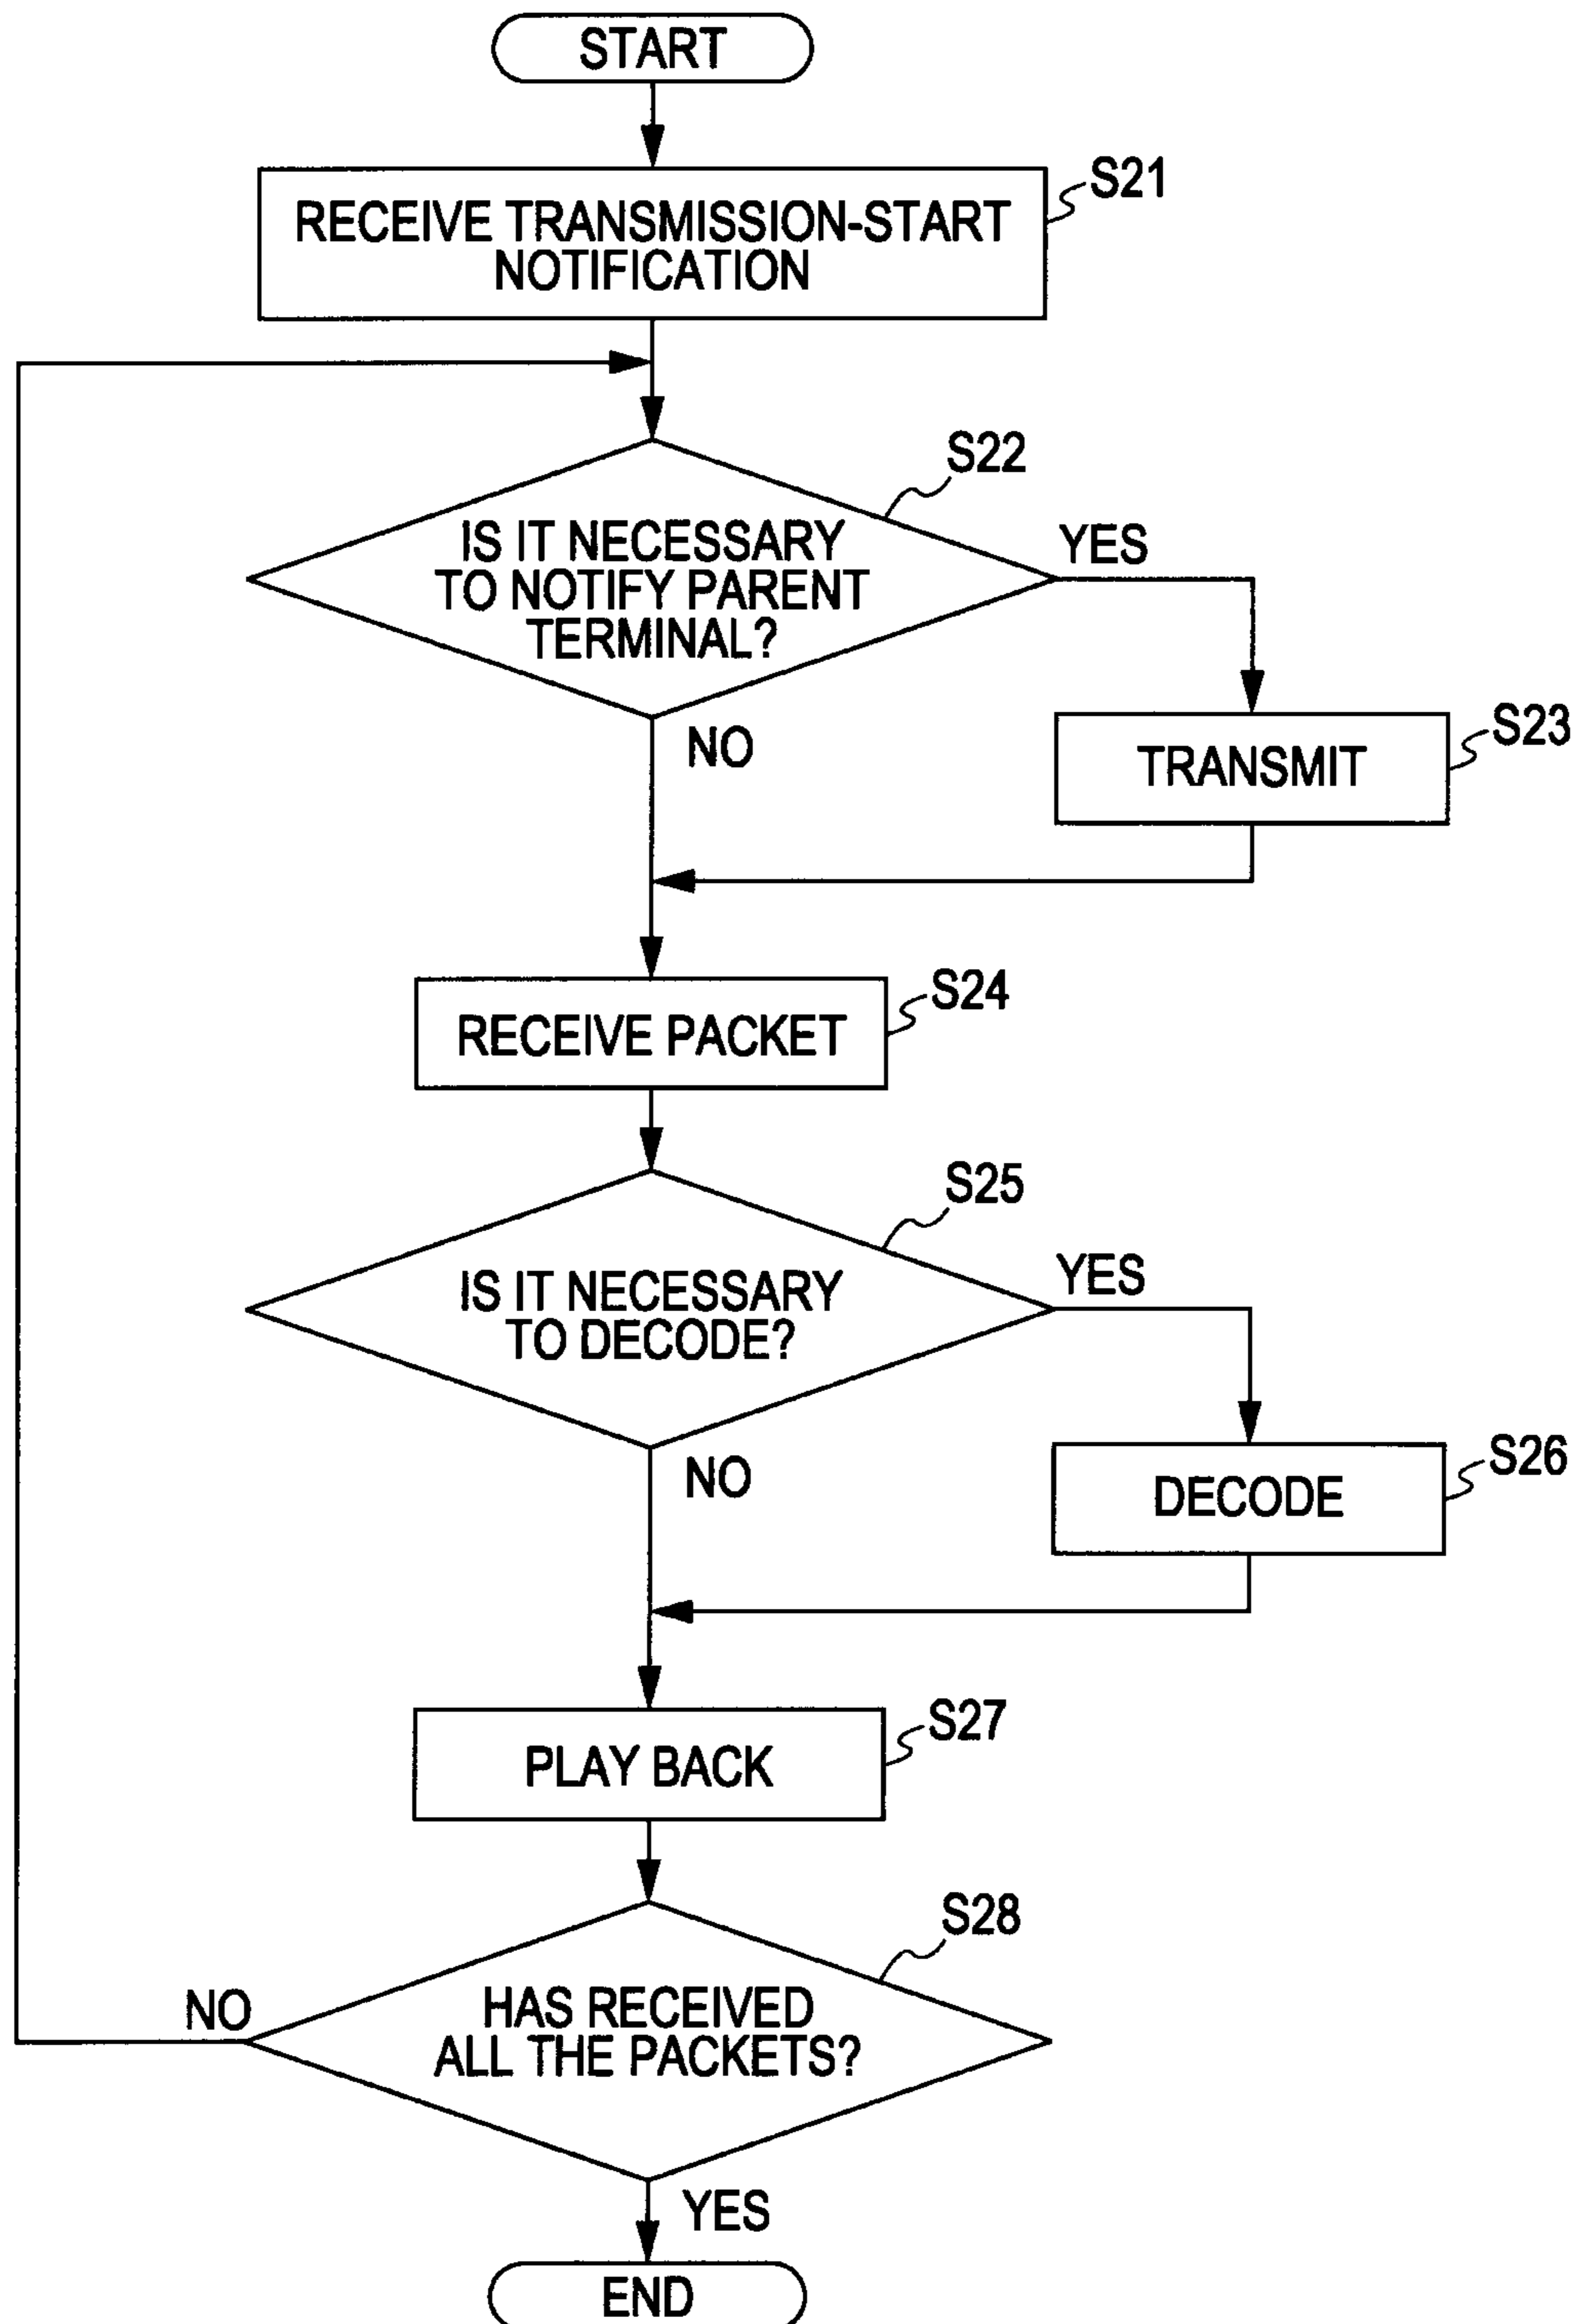 START
S21
RECEIVE TRANSMISSION-START
NOTIFICATION
S22
IS IT NECESSARY
TO NOTIFY PARENT
TERMINAL?
YES
NO
S23
TRANSMIT
S24
RECEIVE PACKET
S25
IS IT NECESSARY
TO DECODE?
YES
NO
S26
DECODE
S27
PLAY BACK
S28
HAS RECEIVED
ALL THE PACKETS?
NO
YES
END